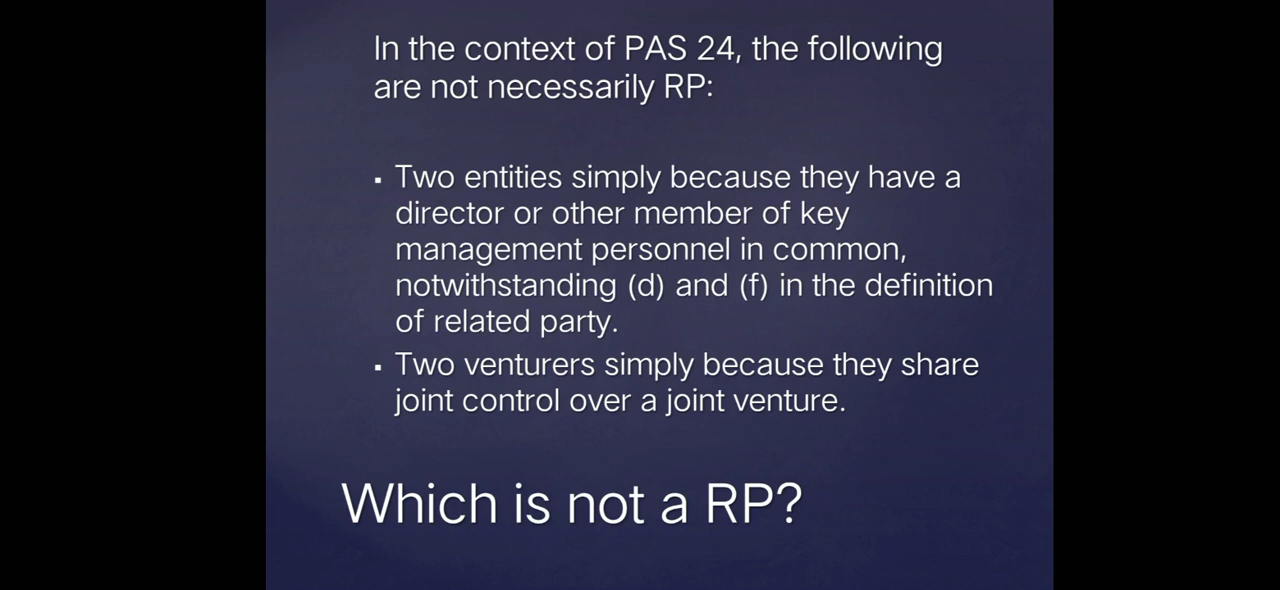 In the context of PAS 24, the following
are not necessarily RP:
▪ Two entities simply because they have a
director or other member of key
management personnel in common,
notwithstanding (d) and (f) in the definition
of related party.
▪ Two venturers simply because they share
joint control over a joint venture.
Which is not a RP?